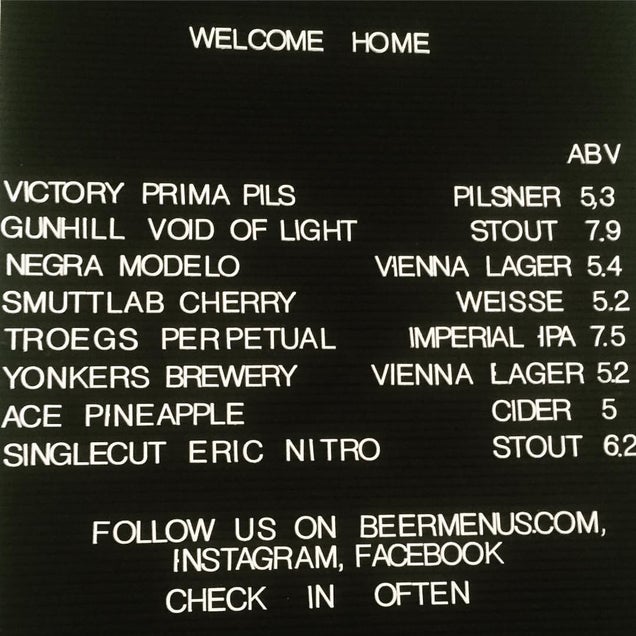 WELCOME HOME
ABV
VICTORY PRIMA PILS PILSNER 5,3
GUNHILL VOID OF LIGHT STOUT 7.9
NEGRA MODELO VIENNA LAGER 5.4
SMUTTLAB CHERRY WEISSE 5.2
TROEGS PERPETUAL IMPERIAL IPA 7.5
YONKERS BREWERY VIENNA LAGER 5.2
ACE PINEAPPLE CIDER 5
SINGLECUT ERIC NITRO STOUT 6.2
FOLLOW US ON BEERMENUS.COM,
INSTAGRAM, FACEBOOK
CHECK IN OFTEN